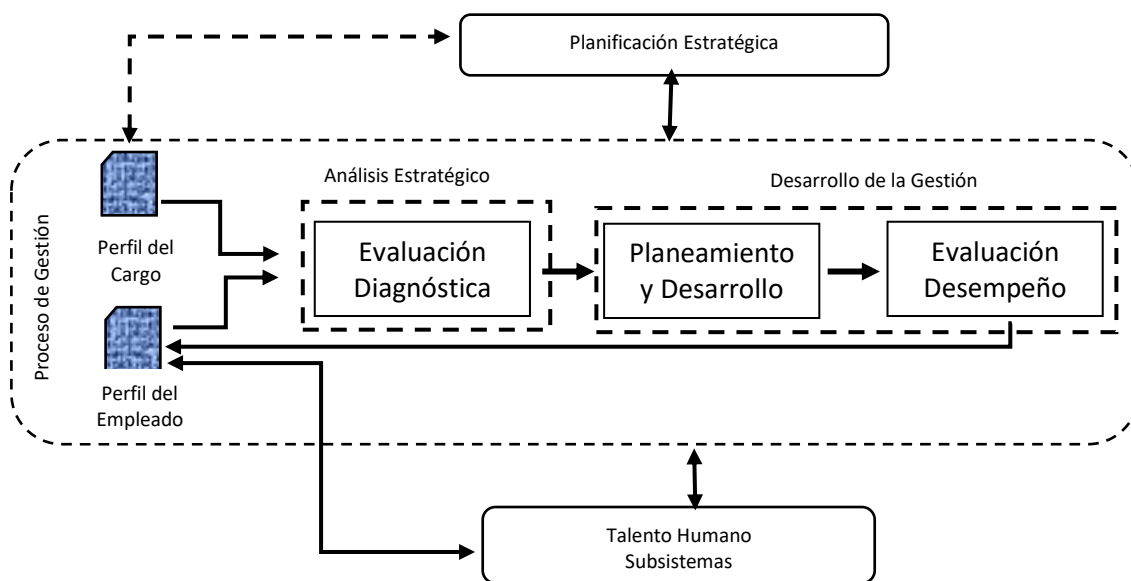 Planificación Estratégica
Análisis Estratégico
Desarrollo de la Gestión
Proceso de Gestión
Perfil del
Cargo
Evaluación
Diagnóstica
Planeamiento
y Desarrollo
Evaluación
Desempeño
Perfil del
Empleado
Talento Humano
Subsistemas